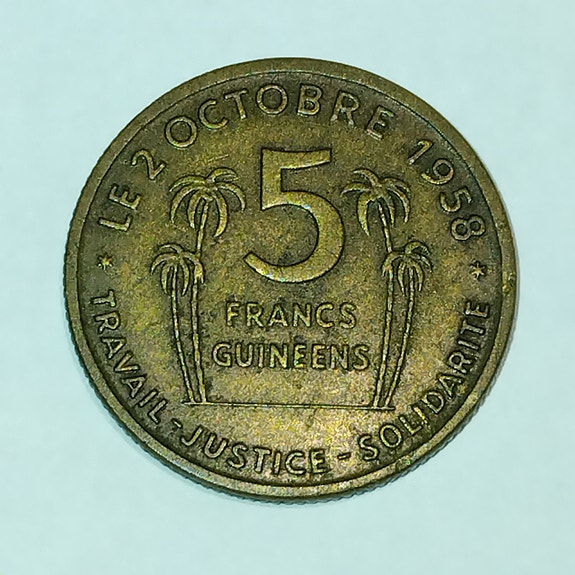 LE 2 OCTOBRE 1958
5
FRANCS
GUINEENS
* TRAVAIL - JUSTICE - SOLIDARITE *